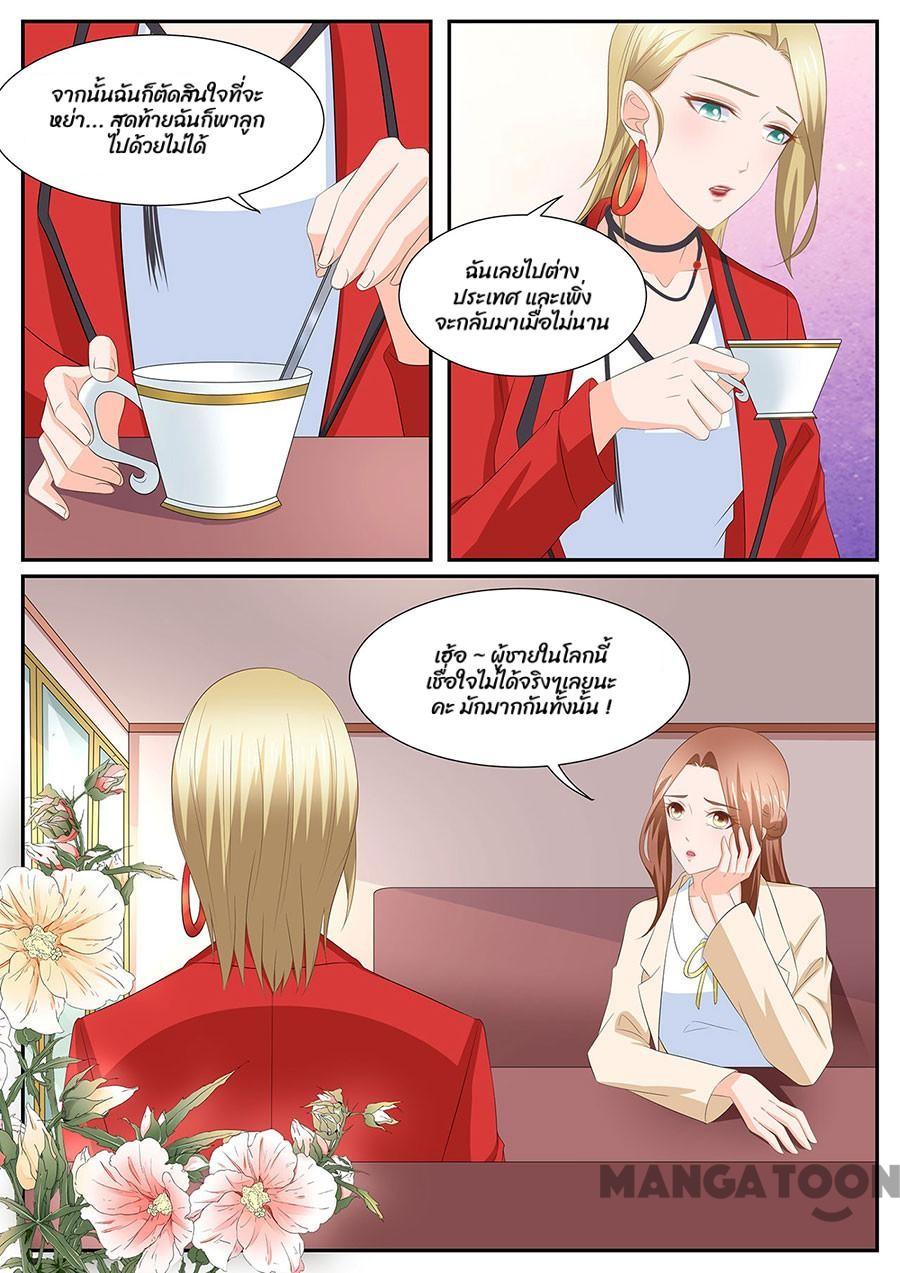 จากนั้นฉันก็ตัดสินใจที่จะ
หย่า... สุดท้ายฉันก็พาลูก
ไปด้วยไม่ได้
ฉันเลยไปต่าง
ประเทศ และเพิ่ง
จะกลับมาเมื่อไม่นาน
เฮ้อ ~ ผู้ชายในโลกนี้
เชื่อใจไม่ได้จริงๆเลยนะ
คะ มักมากกันทั้งนั้น !
MANGATOON